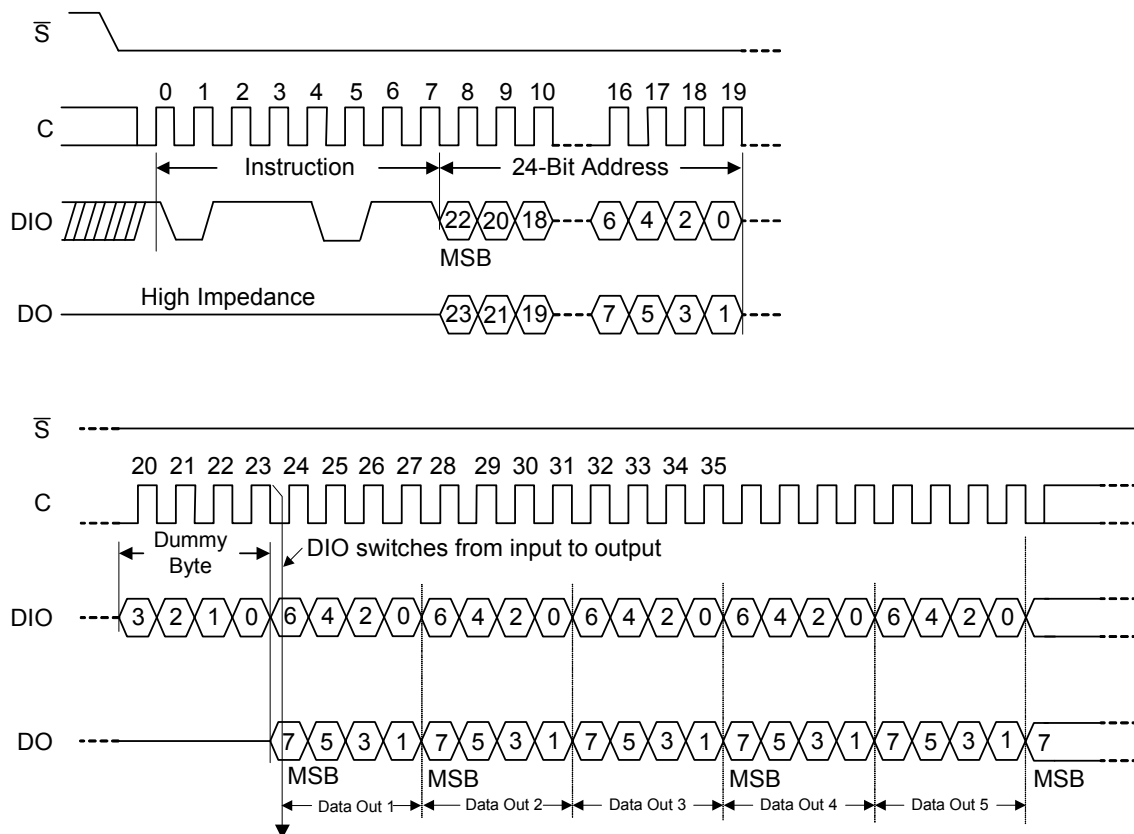 S
0 1 2 3 4 5 6 7 8 9 10 16 17 18 19
C
Instruction 24-Bit Address
DIO 22 20 18 6 4 2 0
MSB
High Impedance
DO 23 21 19 7 5 3 1
S
20 21 22 23 24 25 26 27 28 29 30 31 32 33 34 35
C
Dummy
Byte
DIO switches from input to output
DIO 3 2 1 0 6 4 2 0 6 4 2 0 6 4 2 0 6 4 2 0 6 4 2 0
DO 7 5 3 1 7 5 3 1 7 5 3 1 7 5 3 1 7 5 3 1 7
MSB MSB MSB MSB
Data Out 1 Data Out 2 Data Out 3 Data Out 4 Data Out 5